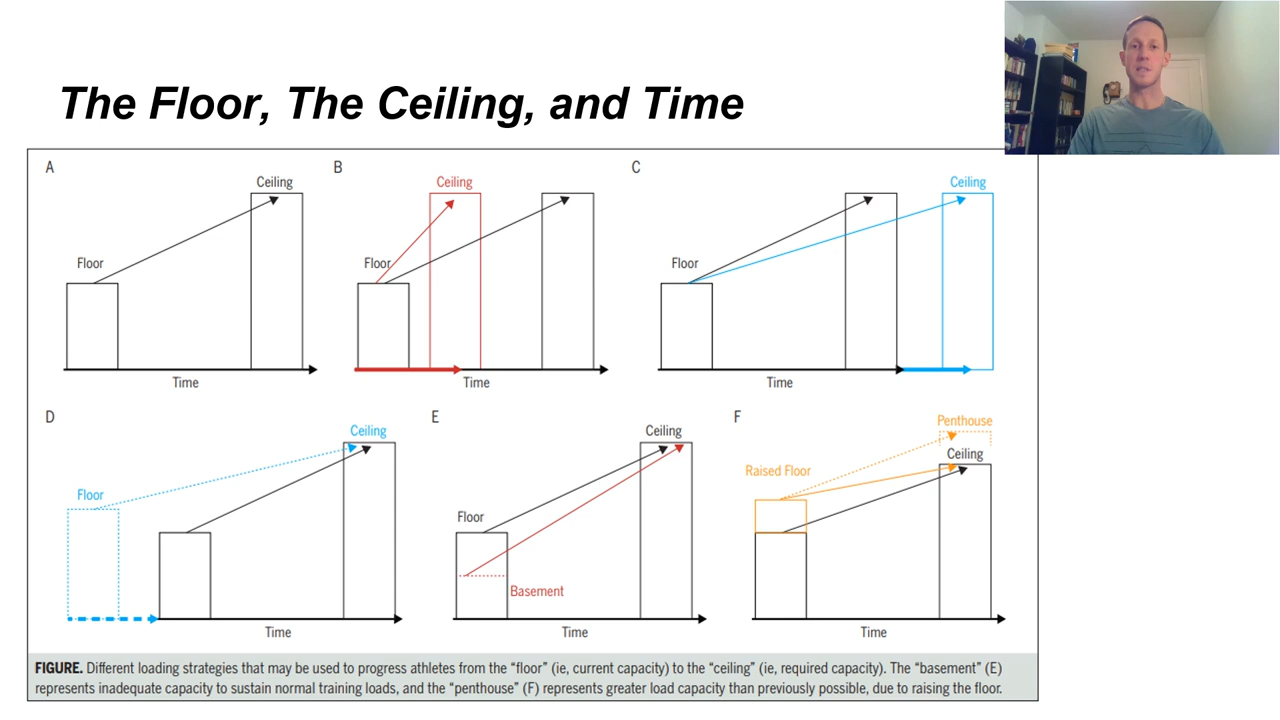 The Floor, The Ceiling, and Time
A
Ceiling
Floor
Time
B
Ceiling
Floor
Time
C
Ceiling
Floor
Time
D
Ceiling
Floor
Time
E
Ceiling
Floor
Basement
Time
F
Penthouse
Ceiling
Raised Floor
Time
FIGURE. Different loading strategies that may be used to progress athletes from the “floor” (ie, current capacity) to the “ceiling” (ie, required capacity). The “basement” (E)
represents inadequate capacity to sustain normal training loads, and the “penthouse” (F) represents greater load capacity than previously possible, due to raising the floor.